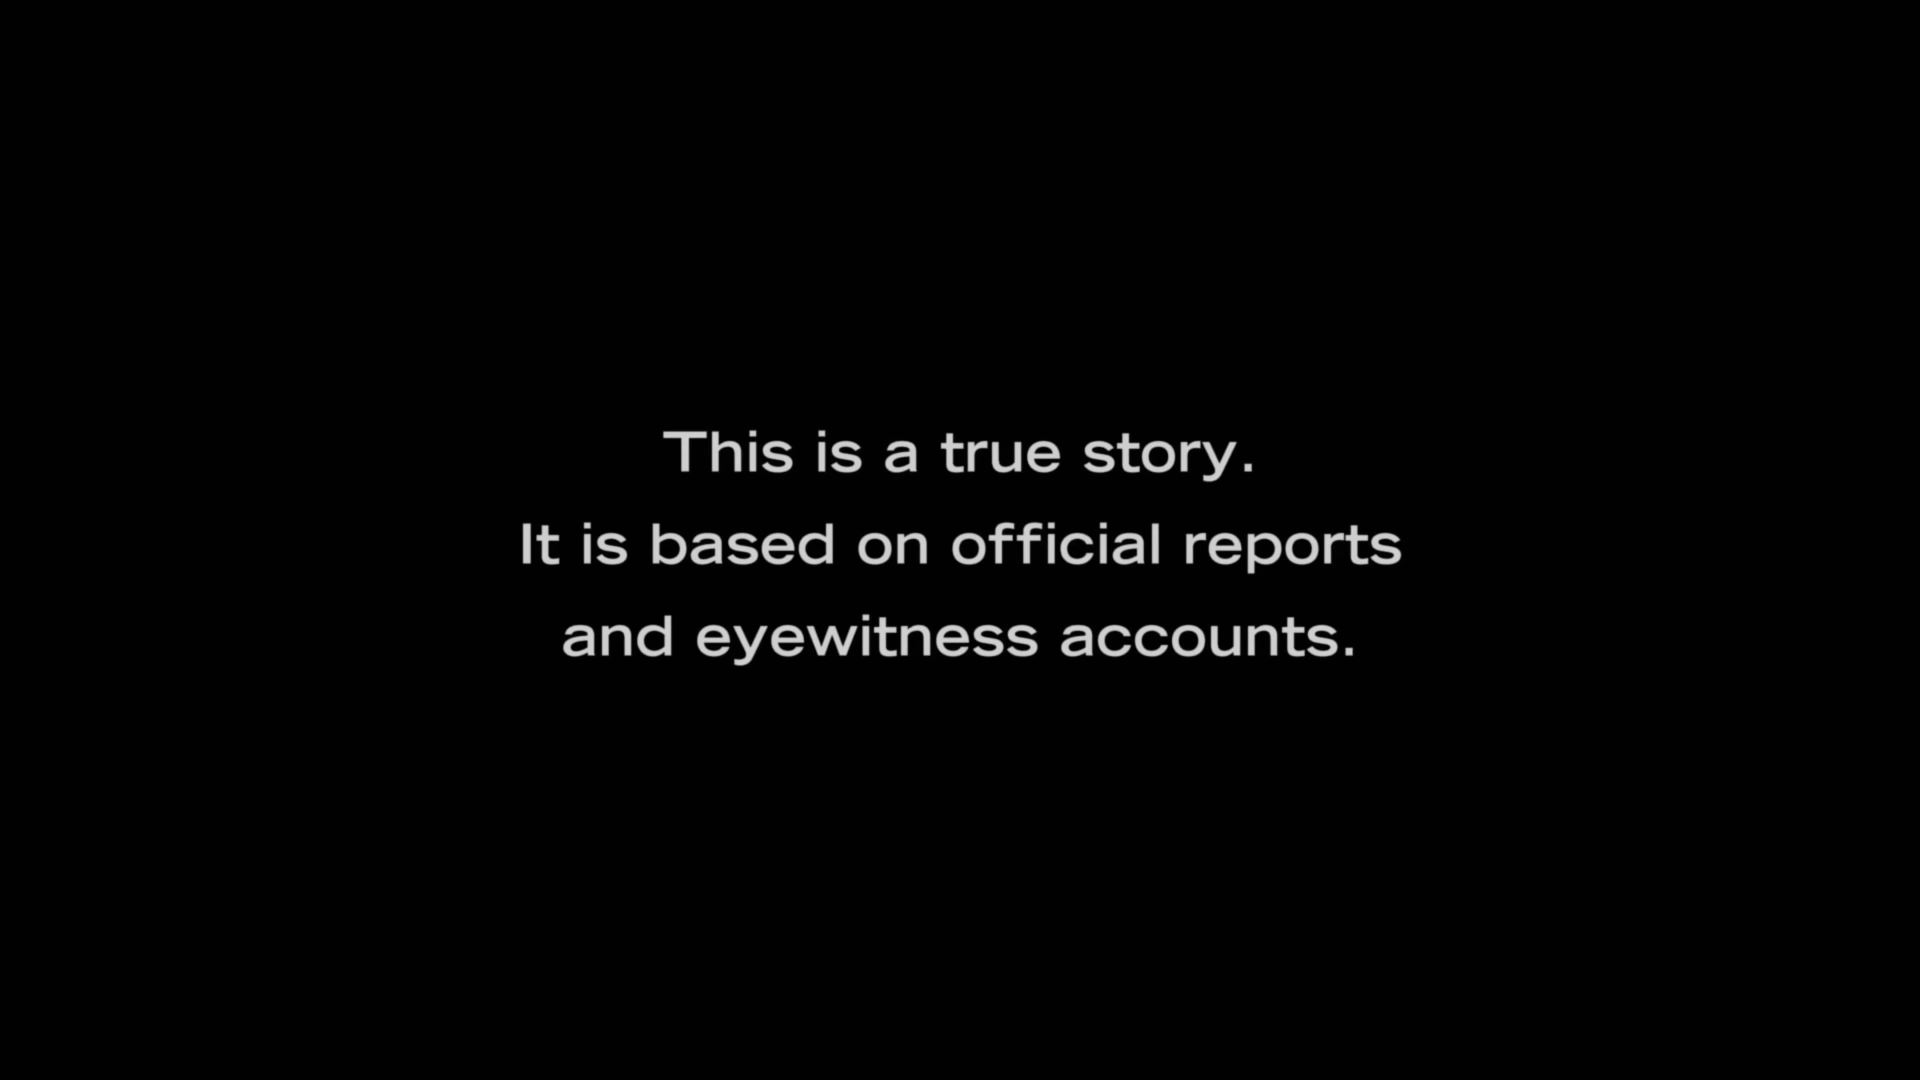 This is a true story.
It is based on official reports
and eyewitness accounts.